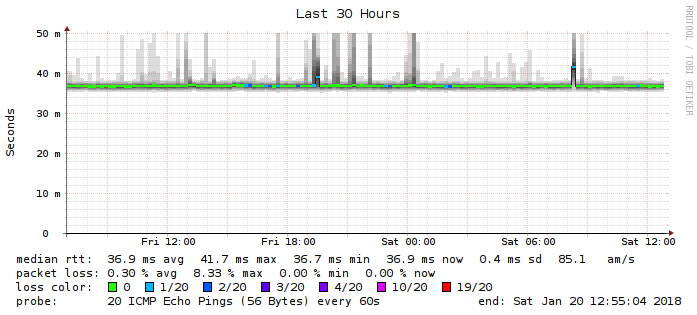 Last 30 Hours
RRDTOOL / TOBI OETIKER
Seconds
50 m
40 m
30 m
20 m
10 m
0
Fri 12:00 Fri 18:00 Sat 00:00 Sat 06:00 Sat 12:00
median rtt: 36.9 ms avg 41.7 ms max 36.7 ms min 36.9 ms now 0.4 ms sd 85.1 am/s
packet loss: 0.30 % avg 8.33 % max 0.00 % min 0.00 % now
loss color: 0 1/20 2/20 3/20 4/20 10/20 19/20
probe: 20 ICMP Echo Pings (56 Bytes) every 60s end: Sat Jan 20 12:55:04 2018